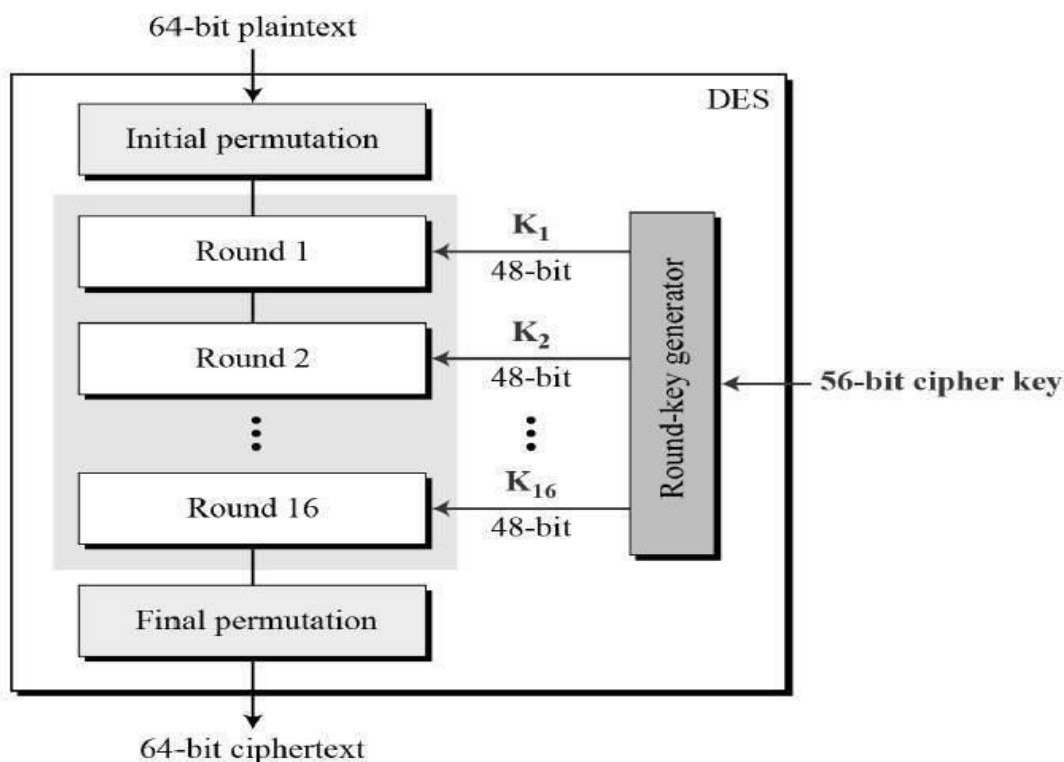 64-bit plaintext
DES
Initial permutation
Round 1
K₁
48-bit
Round 2
K₂
48-bit
Round-key generator
56-bit cipher key
Round 16
K₁₆
48-bit
Final permutation
64-bit ciphertext